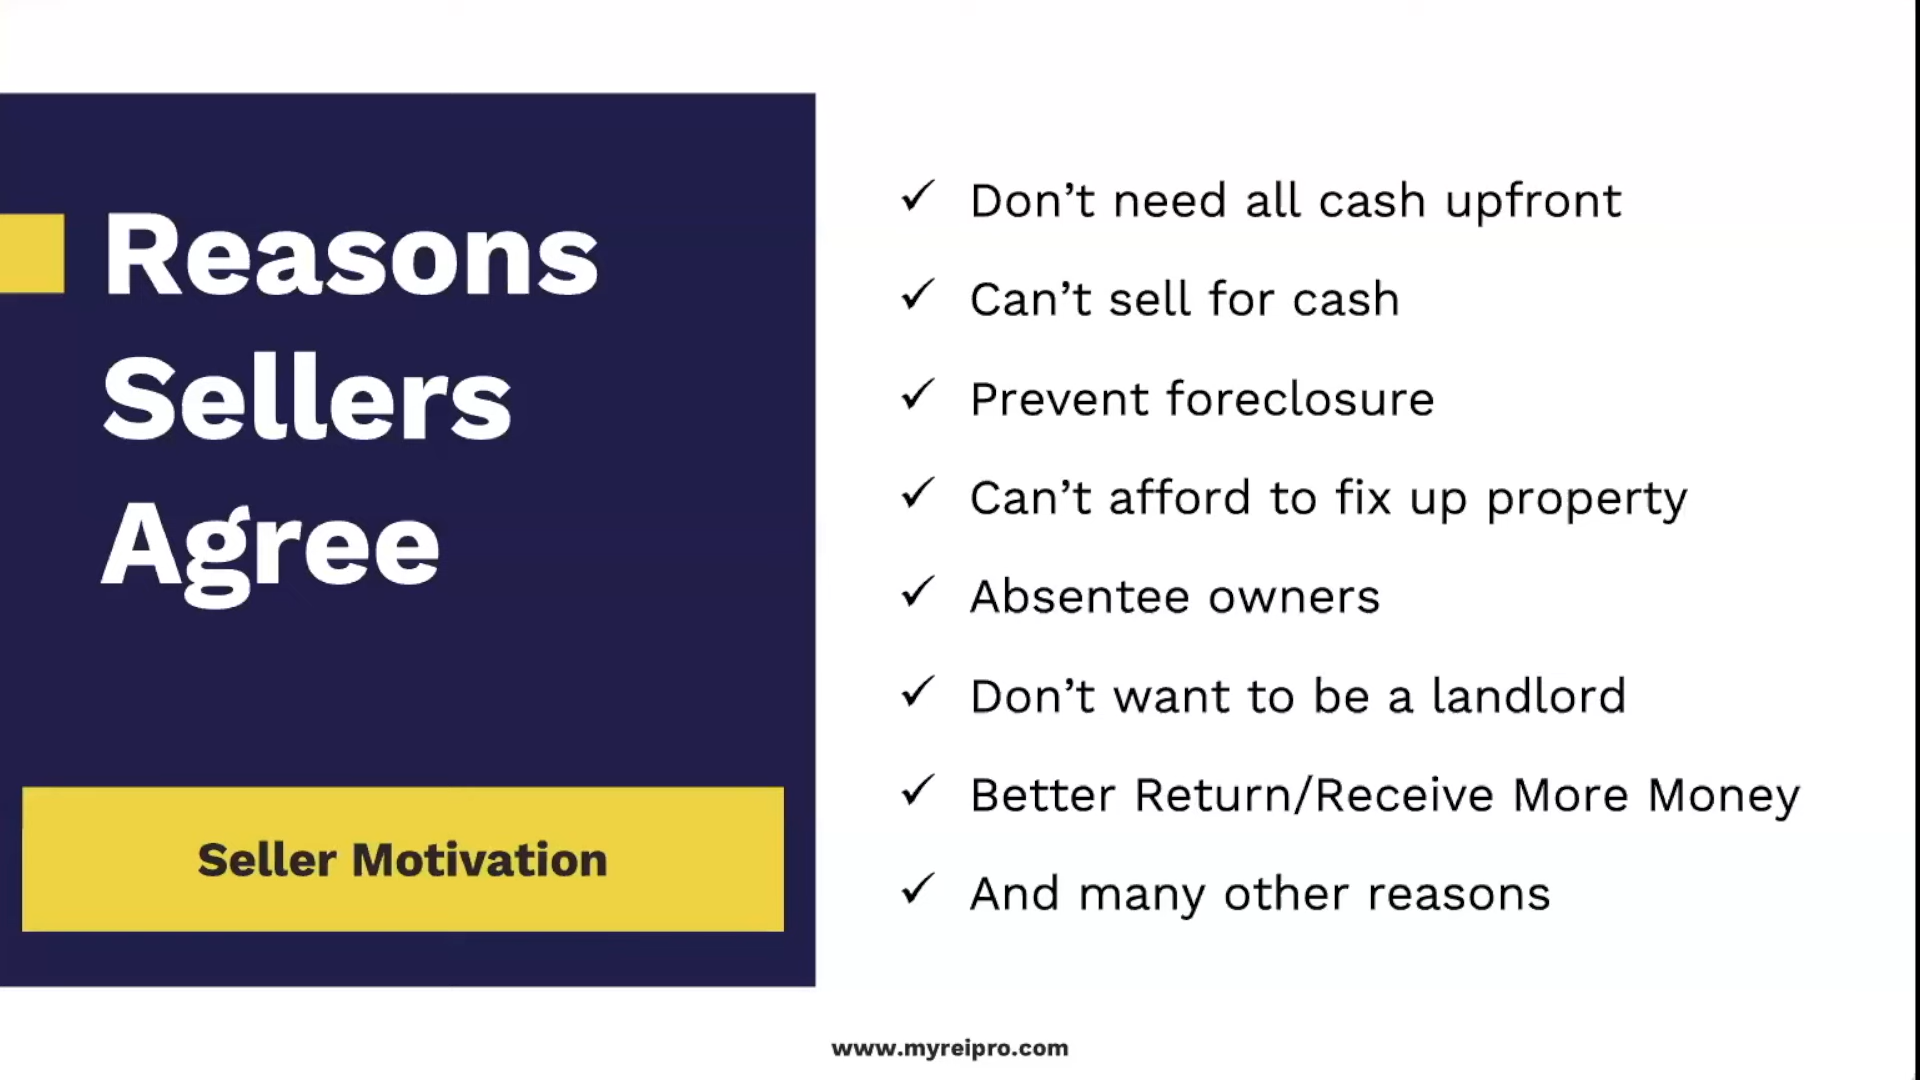 Reasons
Sellers
Agree
Seller Motivation
✓ Don’t need all cash upfront
✓ Can’t sell for cash
✓ Prevent foreclosure
✓ Can’t afford to fix up property
✓ Absentee owners
✓ Don’t want to be a landlord
✓ Better Return/Receive More Money
✓ And many other reasons
www.myreipro.com